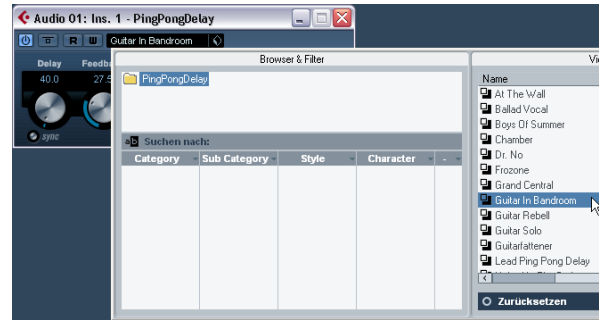 Audio 01: Ins. 1 - PingPongDelay
R W Guitar In Bandroom
Delay
40.0 27.5
sync
Browser & Filter
PingPongDelay
Suchen nach:
Category Sub Category Style Character -
Name
At The Wall
Ballad Vocal
Boys Of Summer
Chamber
Dr. No
Frozone
Grand Central
Guitar In Bandroom
Guitar Rebell
Guitar Solo
Guitarfattener
Lead Ping Pong Delay
Zurücksetzen